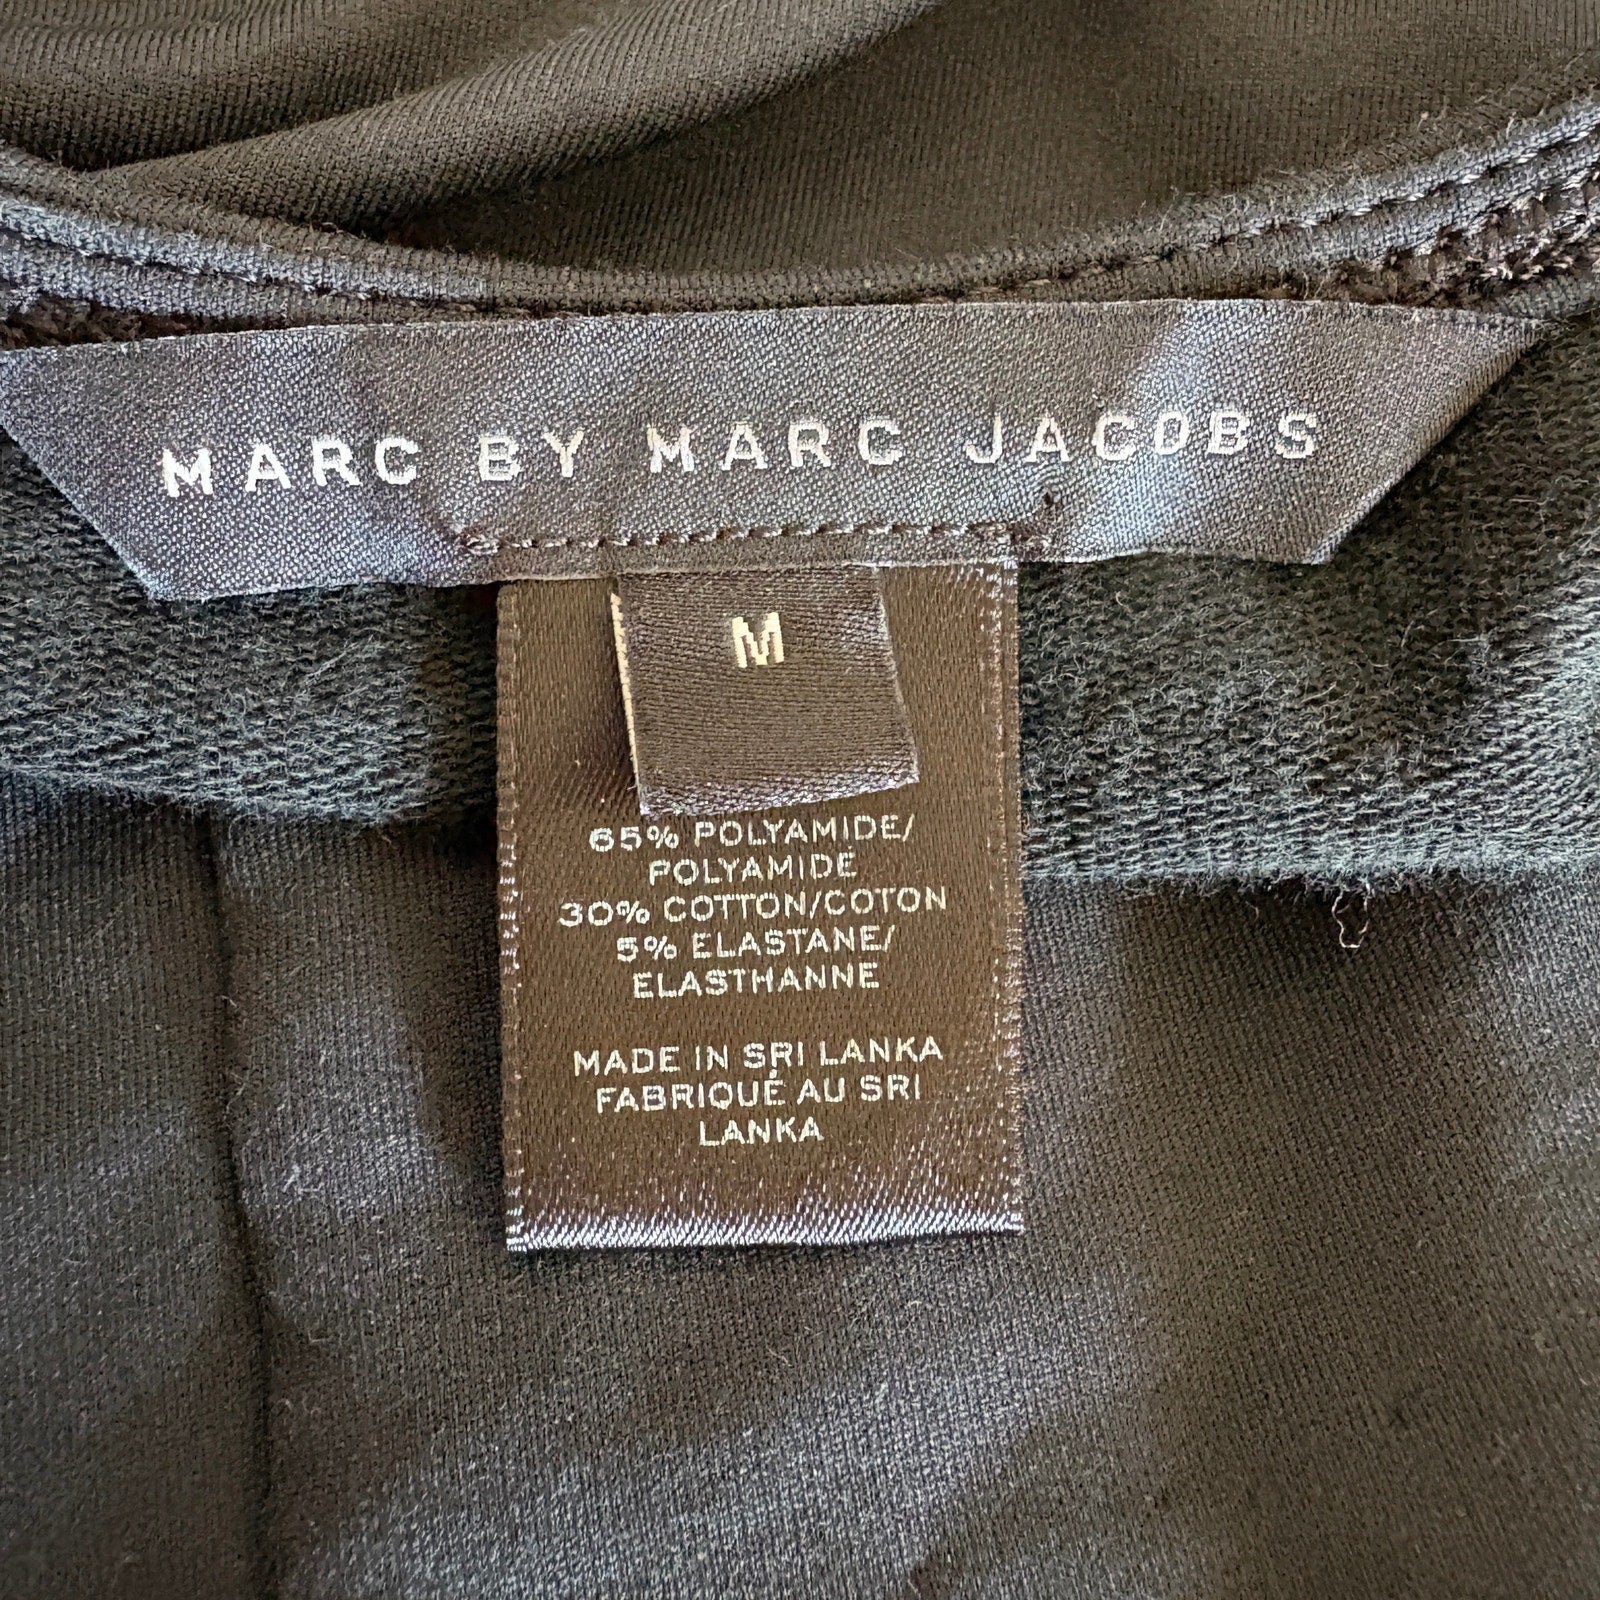 MARC BY MARC JACOBS
M
65% POLYAMIDE/
POLYAMIDE
30% COTTON/COTON
5% ELASTANE/
ELASTHANNE
MADE IN SRI LANKA
FABRIQUÉ AU SRI
LANKA